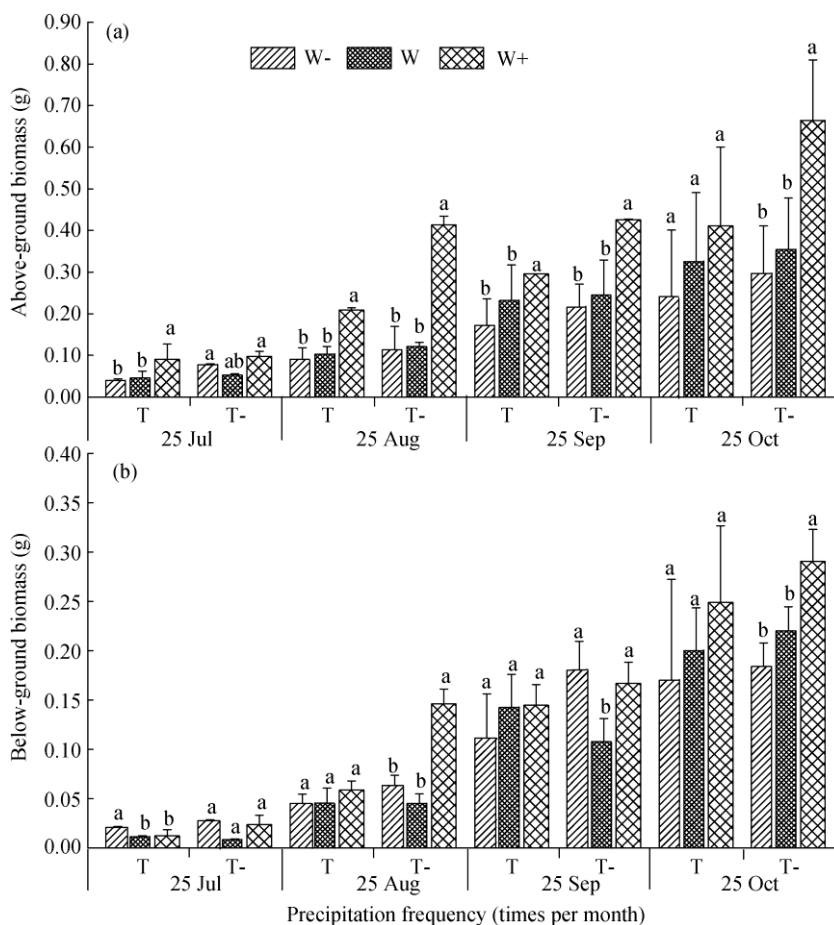 (a)
W- W W+
Above-ground biomass (g)
0.90
0.80
0.70
0.60
0.50
0.40
0.30
0.20
0.10
0.00
b b a a ab a b b a b b a b b a b b a a a a b b a
T T- T T- T T- T T-
25 Jul 25 Aug 25 Sep 25 Oct
(b)
Below-ground biomass (g)
0.40
0.35
0.30
0.25
0.20
0.15
0.10
0.05
0.00
a b b a a a a a a b b a a a a a b a a a a b b a
T T- T T- T T- T T-
25 Jul 25 Aug 25 Sep 25 Oct
Precipitation frequency (times per month)